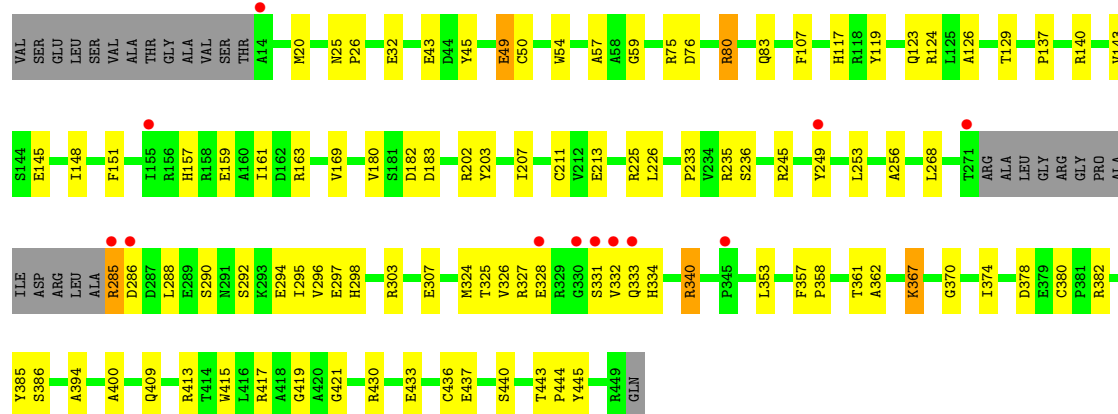 VAL SER GLU LEU SER VAL ALA THR GLY ALA VAL SER THR A14 M20 N25 P26 E32 E43 D44 Y45 E49 C50 W54 A57 A58 G59 R75 D76 R80 Q83 F107 H117 R118 Y119 Q123 R124 L125 A126 T129 P137 R140 V143
S144 E145 I148 F151 I155 R156 H157 R158 E159 A160 I161 D162 R163 V169 V180 S181 D182 D183 R202 Y203 I207 C211 V212 E213 R225 L226 P233 V234 R235 S236 R245 Y249 L253 A256 L268 T271 ARG ALA LEU GLY ARG GLY PRO ALA
ILE ASP ARG LEU ALA R285 D286 D287 L288 E289 S290 N291 S292 K293 E294 I295 V296 E297 H298 R303 E307 M324 T325 V326 R327 E328 R329 G330 S331 V332 Q333 H334 R340 P345 L353 F357 P358 T361 A362 K367 G370 I374 D378 E379 C380 P381 R382
Y385 S386 A394 A400 Q409 R413 T414 W415 L416 R417 A418 G419 A420 G421 R430 E433 C436 E437 S440 T443 P444 Y445 R449 GLN